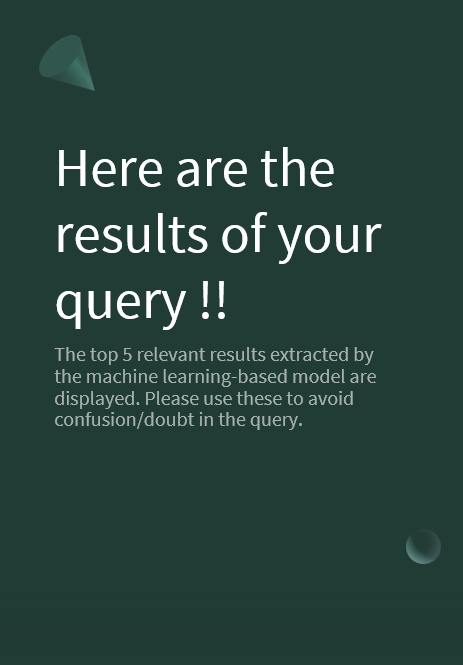 Here are the
results of your
query !!
The top 5 relevant results extracted by
the machine learning-based model are
displayed. Please use these to avoid
confusion/doubt in the query.